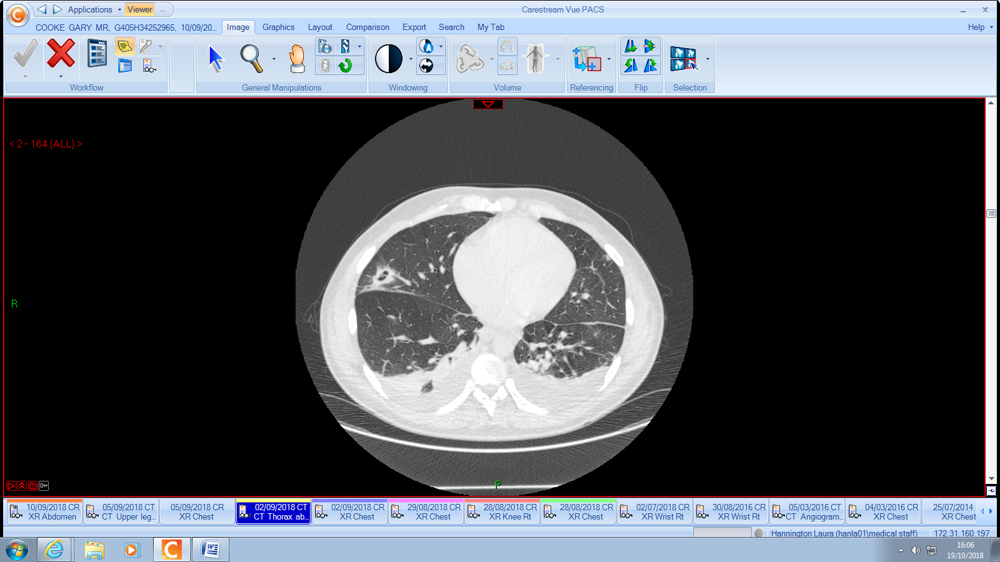 Applications Viewer Carestream Vue PACS
COOKE GARY MR, G405H34252965, 10/09/20... Image Graphics Layout Comparison Export Search My Tab Help
Workflow General Manipulations Windowing Volume Referencing Flip Selection
< 2 - 164 (ALL) >
R
P
10/09/2018 CR
XR Abdomen
05/09/2018 CT
CT Upper leg...
05/09/2018 CR
XR Chest
02/09/2018 CT
CT Thorax ab...
02/09/2018 CR
XR Chest
29/08/2018 CR
XR Chest
28/08/2018 CR
XR Knee Rt
28/08/2018 CR
XR Chest
02/07/2018 CR
XR Wrist Rt
30/08/2016 CR
XR Wrist Rt
05/03/2016 CT
CT Angiogram...
04/03/2016 CR
XR Chest
25/07/2014
XR Chest
Hannington Laura (hanla01\medical staff) 172.31.160.197
16:06
19/10/2018